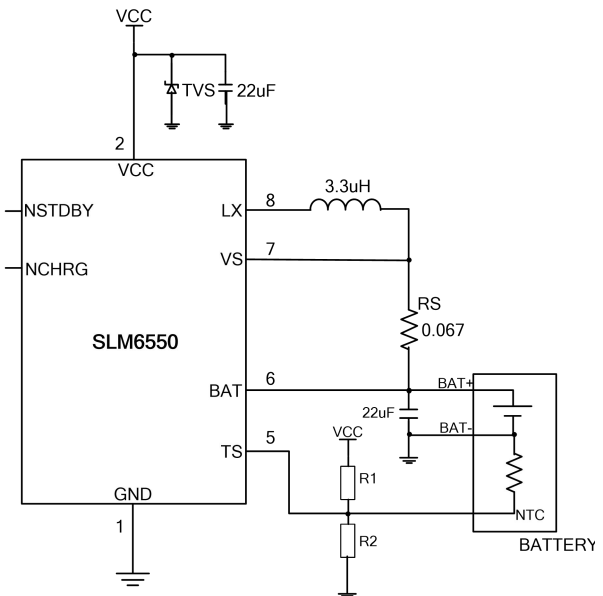 VCC
TVS
22uF
2
VCC
3.3uH
NSTDBY
LX
8
VS
7
NCHRG
RS
0.067
SLM6550
BAT
6
BAT+
22uF
BAT-
VCC
TS
5
R1
GND
NTC
1
R2
BATTERY